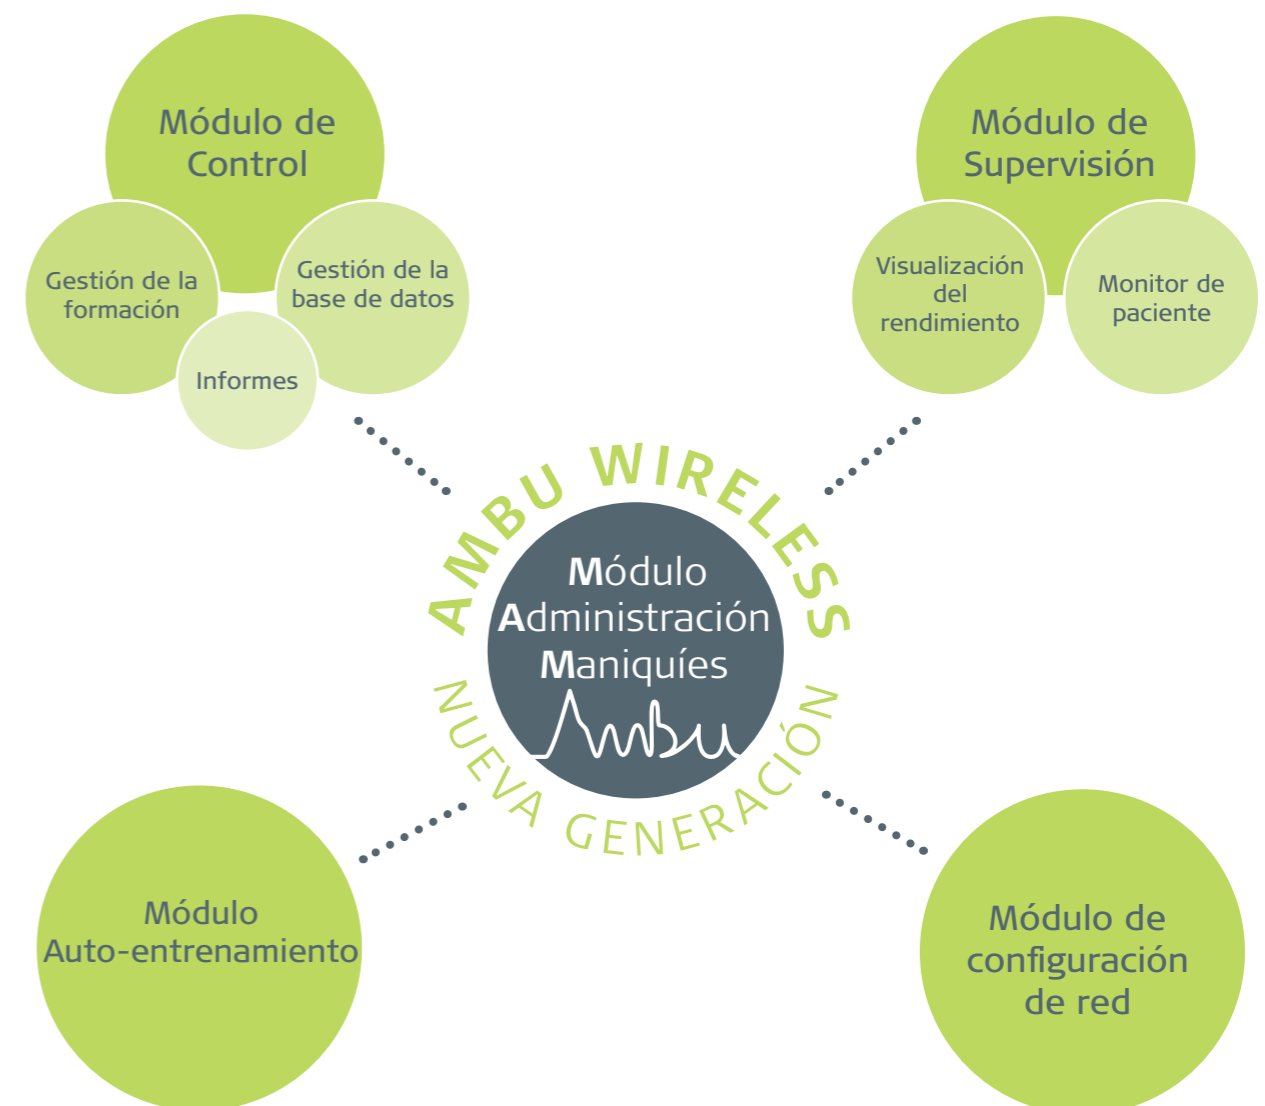 Módulo de
Control
Gestión de la
formación
Gestión de la
base de datos
Informes
Módulo de
Supervisión
Visualización
del
rendimiento
Monitor de
paciente
AMBU WIRELESS
Módulo
Administración
Maniquíes
Ambu
NUEVA GENERACIÓN
Módulo
Auto-entrenamiento
Módulo de
configuración
de red